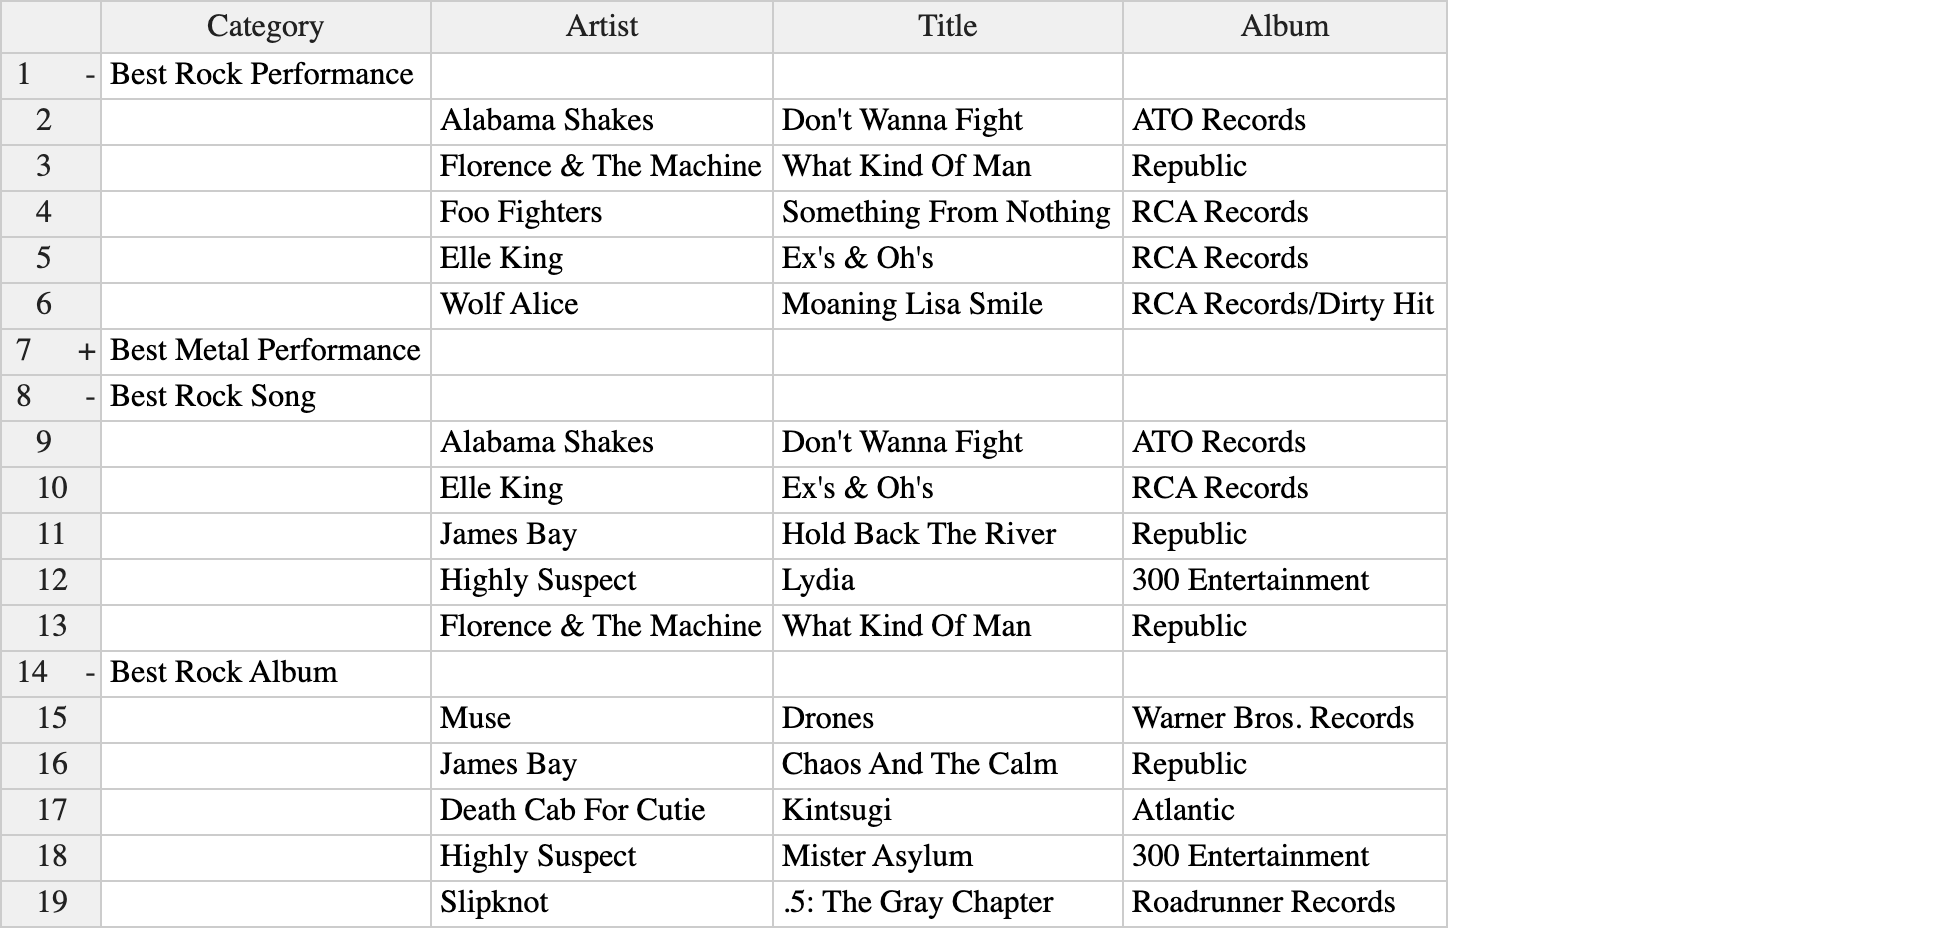 Category Artist Title Album
1 - Best Rock Performance
2 Alabama Shakes Don't Wanna Fight ATO Records
3 Florence & The Machine What Kind Of Man Republic
4 Foo Fighters Something From Nothing RCA Records
5 Elle King Ex's & Oh's RCA Records
6 Wolf Alice Moaning Lisa Smile RCA Records/Dirty Hit
7 + Best Metal Performance
8 - Best Rock Song
9 Alabama Shakes Don't Wanna Fight ATO Records
10 Elle King Ex's & Oh's RCA Records
11 James Bay Hold Back The River Republic
12 Highly Suspect Lydia 300 Entertainment
13 Florence & The Machine What Kind Of Man Republic
14 - Best Rock Album
15 Muse Drones Warner Bros. Records
16 James Bay Chaos And The Calm Republic
17 Death Cab For Cutie Kintsugi Atlantic
18 Highly Suspect Mister Asylum 300 Entertainment
19 Slipknot .5: The Gray Chapter Roadrunner Records